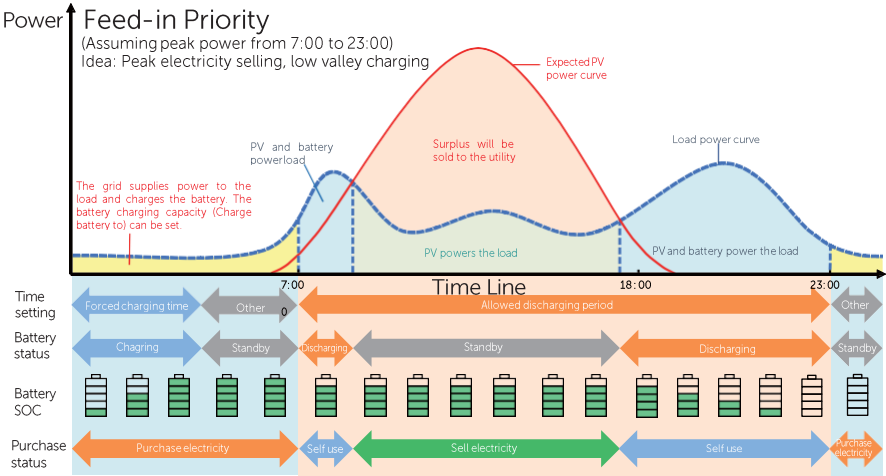 Power
Feed-in Priority
(Assuming peak power from 7:00 to 23:00)
Idea: Peak electricity selling, low valley charging
Expected PV
power curve
PV and battery
powerload
Surplus will be
sold to the utility
Load power curve
The grid supplies power to the
load and charges the battery. The
battery charging capacity (Charge
battery to) can be set.
PV powers the load
PV and battery power the load
7:00
Time Line
18:00
23:00
Time
setting
Forced charging time
Other
0
Allowed discharging period
Other
Battery
status
Chagring
Standby
Discharging
Standby
Discharging
Standby
Battery
SOC
Purchase
status
Purchase electricity
Self use
Sell electricity
Self use
Purchase
electricity